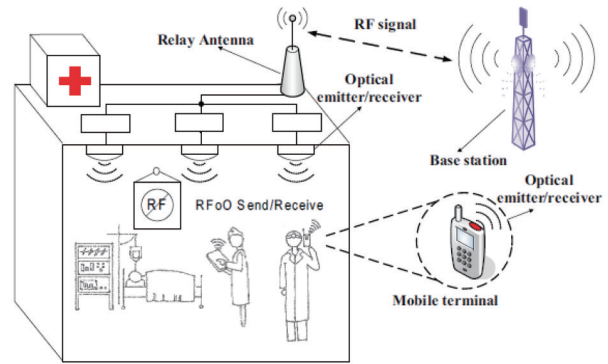 RF signal
Relay Antenna
Optical
emitter/receiver
Base station
Optical
emitter/receiver
RF
RFoO Send/Receive
Mobile terminal